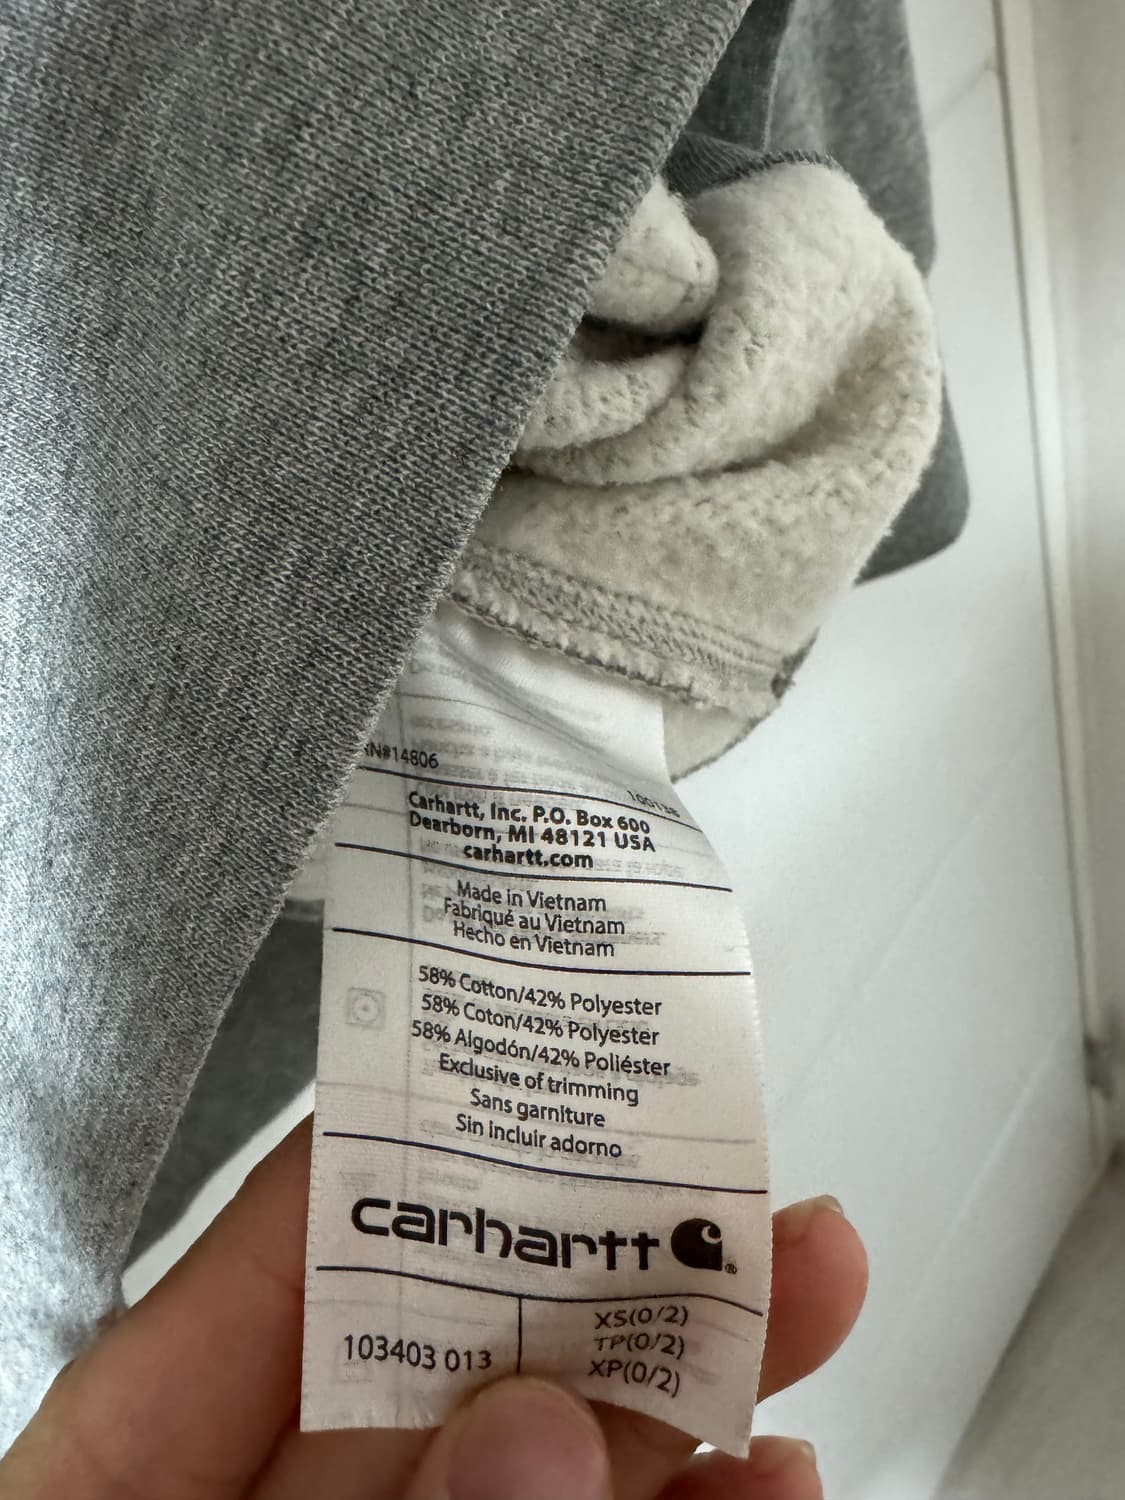 RN#14806
Carhartt, Inc. P.O. Box 600
Dearborn, MI 48121 USA
carhartt.com
Made in Vietnam
Fabriqué au Vietnam
Hecho en Vietnam
58% Cotton/42% Polyester
58% Coton/42% Polyester
58% Algodón/42% Poliéster
Exclusive of trimming
Sans garniture
Sin incluir adorno
carhartt
103403 013
XS(0/2)
TP(0/2)
XP(0/2)